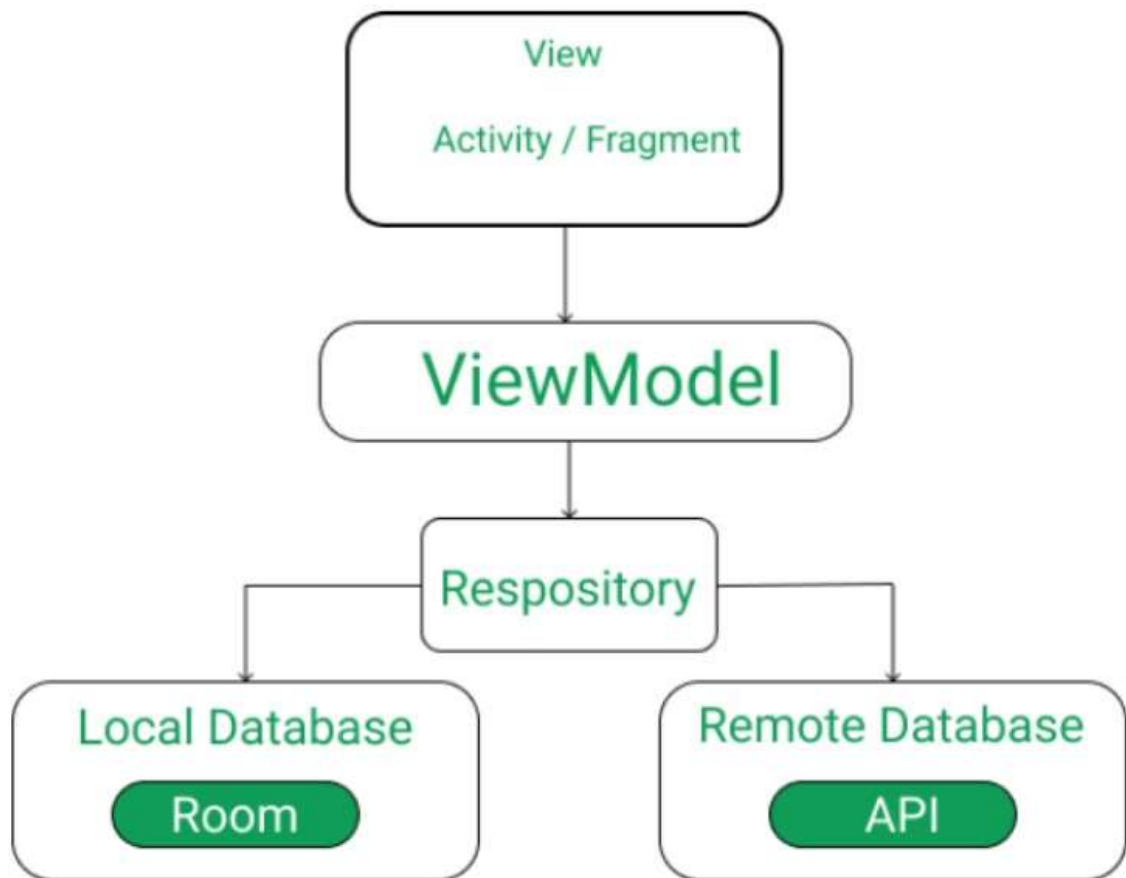 View
Activity / Fragment
ViewModel
Respository
Local Database
Room
Remote Database
API